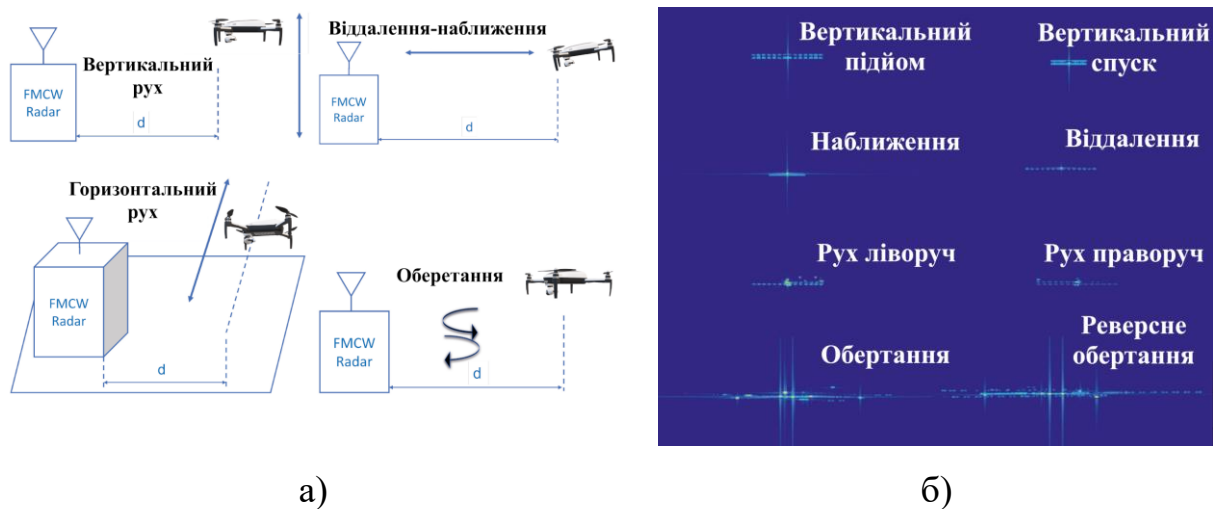 Вертикальний
рух
FMCW
Radar
d
Віддалення-наближення
FMCW
Radar
d
Горизонтальний
рух
FMCW
Radar
d
Оберетання
FMCW
Radar
d
а)
Вертикальний
підйом
Вертикальний
спуск
Наближення
Віддалення
Рух ліворуч
Рух праворуч
Обертання
Реверсне
обертання
б)